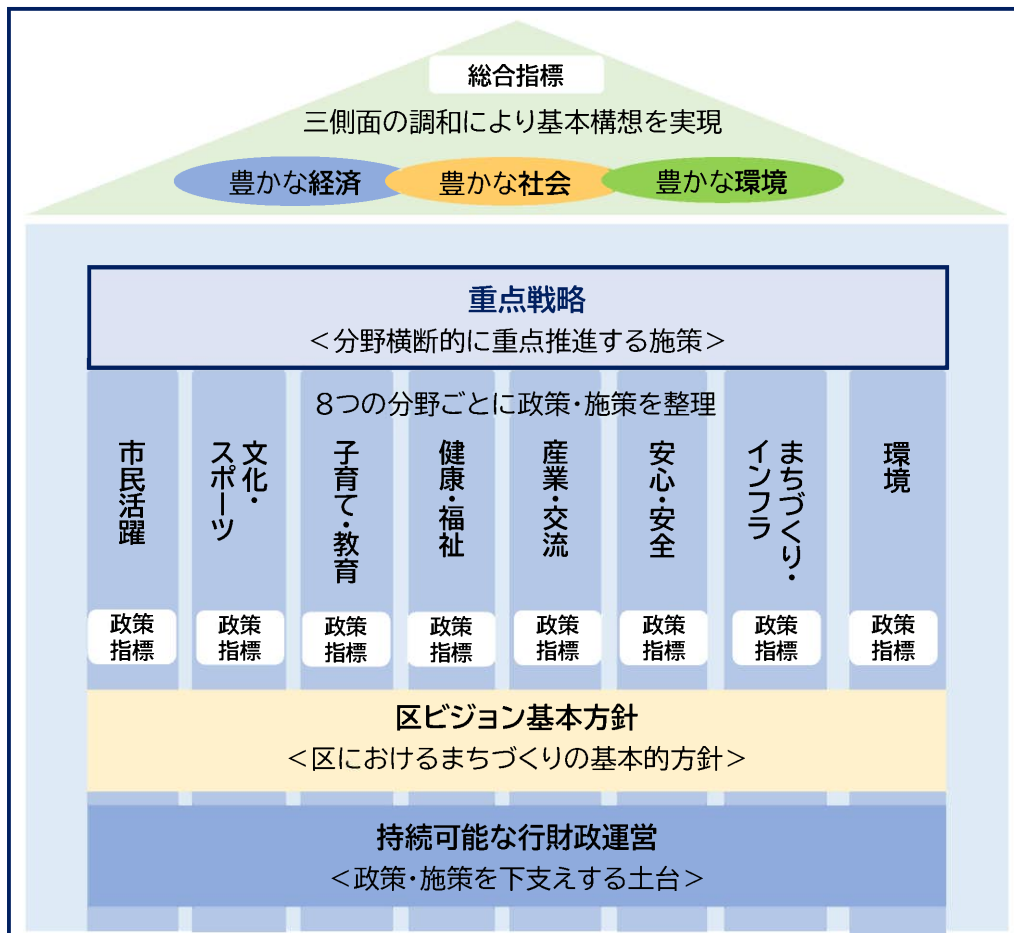 総合指標
三側面の調和により基本構想を実現
豊かな経済
豊かな社会
豊かな環境
重点戦略
＜分野横断的に重点推進する施策＞
8つの分野ごとに政策・施策を整理
市民活躍
文化・
スポーツ
子育て・教育
健康・福祉
産業・交流
安心・安全
まちづくり・
インフラ
環境
政策
指標
政策
指標
政策
指標
政策
指標
政策
指標
政策
指標
政策
指標
政策
指標
区ビジョン基本方針
＜区におけるまちづくりの基本的方針＞
持続可能な行財政運営
＜政策・施策を下支えする土台＞